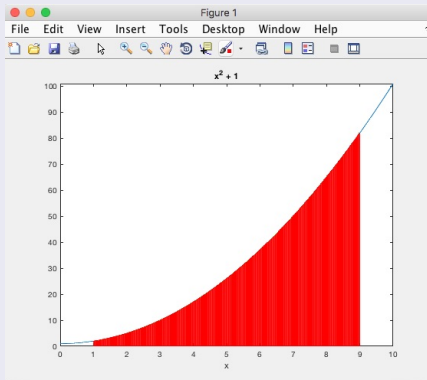 Figure 1
File Edit View Insert Tools Desktop Window Help
x² + 1
100
90
80
70
60
50
40
30
20
10
0
0 1 2 3 4 5 6 7 8 9 10
x